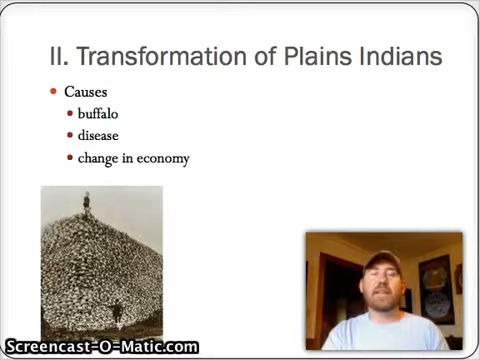 II. Transformation of Plains Indians
Causes
buffalo
disease
change in economy
Screencast-O-Matic.com